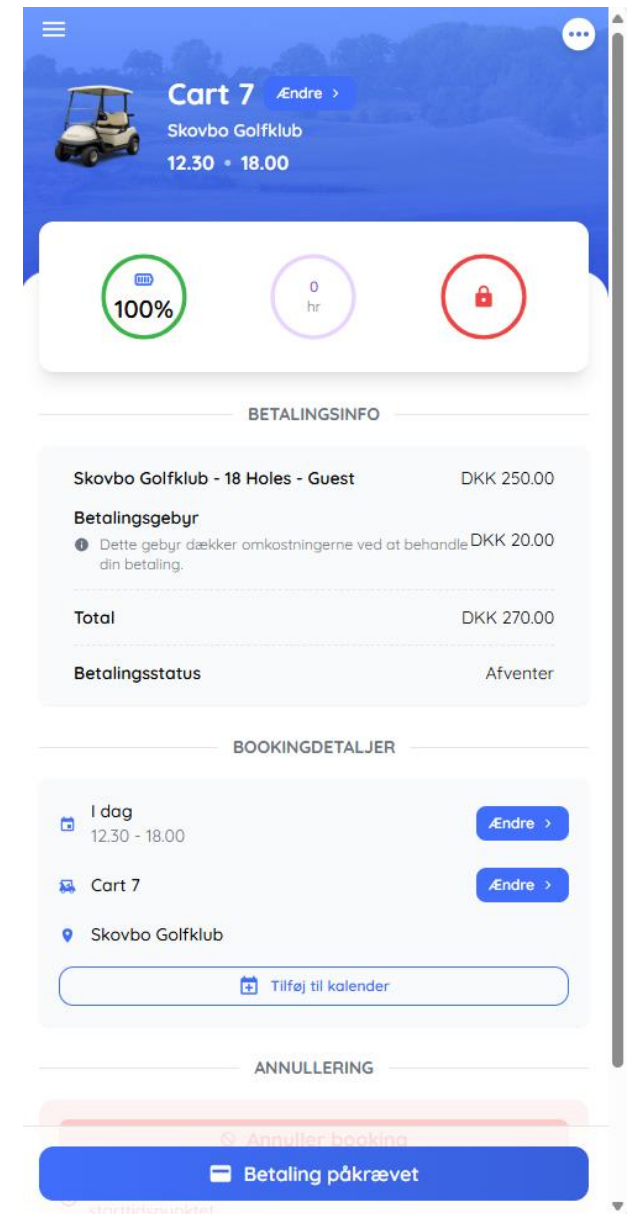 Cart 7 Ændre >
Skovbo Golfklub
12.30 • 18.00
100%
0
hr
BETALINGSINFO
Skovbo Golfklub - 18 Holes - Guest DKK 250.00
Betalingsgebyr
Dette gebyr dækker omkostningerne ved at behandle DKK 20.00
din betaling.
Total DKK 270.00
Betalingsstatus Afventer
BOOKINGDETALJER
I dag
12.30 - 18.00 Ændre >
Cart 7 Ændre >
Skovbo Golfklub
Tilføj til kalender
ANNULLERING
Annuller booking
Betaling påkrævet
starttidspunktet